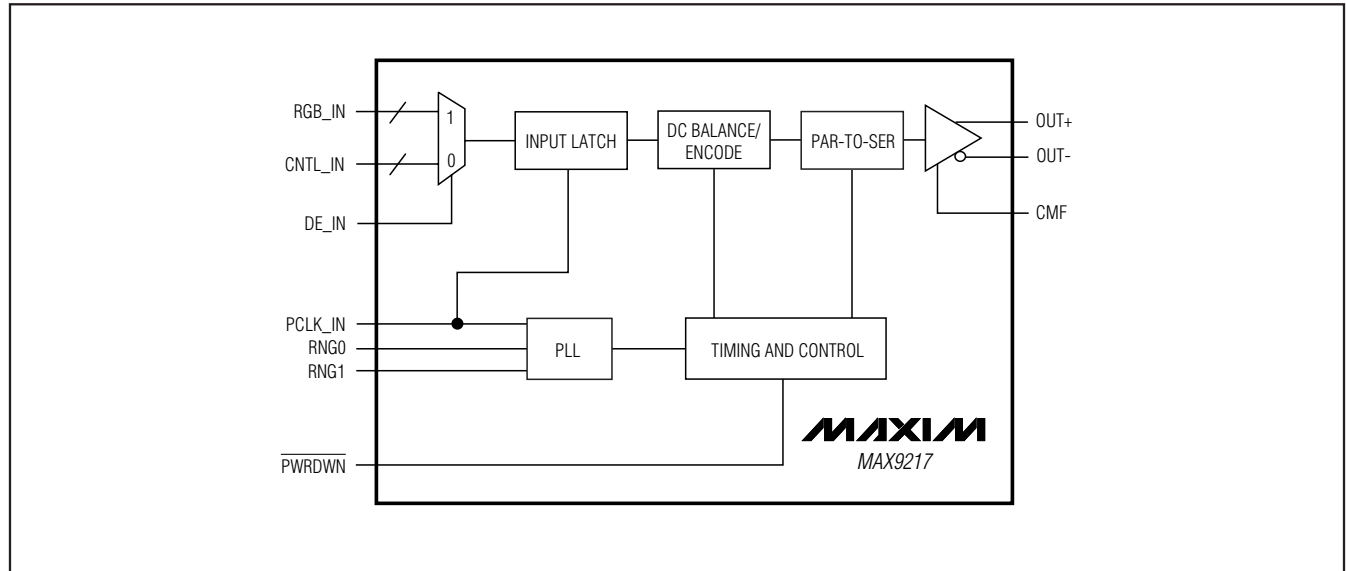 RGB_IN
1
CNTL_IN
0
DE_IN
INPUT LATCH
DC BALANCE/
ENCODE
PAR-TO-SER
OUT+
OUT-
CMF
PCLK_IN
RNG0
RNG1
PLL
TIMING AND CONTROL
PWRDWN
MAXIM
MAX9217